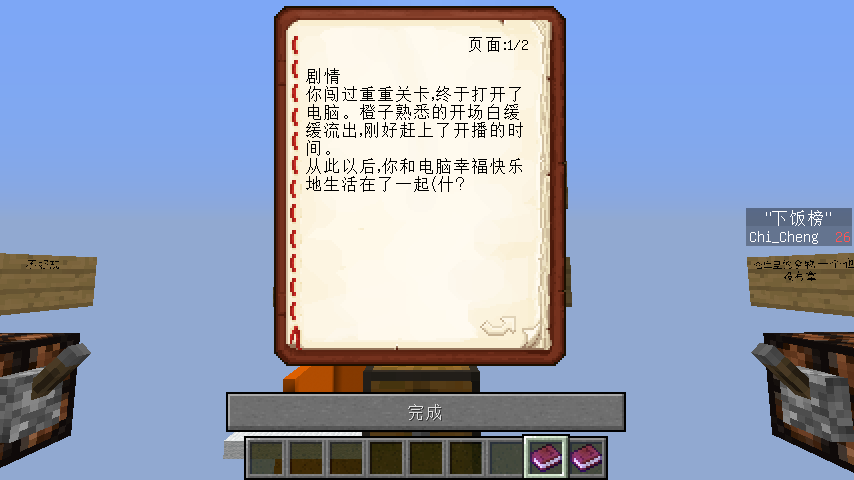 页面:1/2
剧情
你闯过重重关卡,终于打开了
电脑。橙子熟悉的开场白缓
缓流出,刚好赶上了开播的时
间。
从此以后,你和电脑幸福快乐
地生活在了一起(什?
"下饭榜"
Chi_Cheng 26
完成